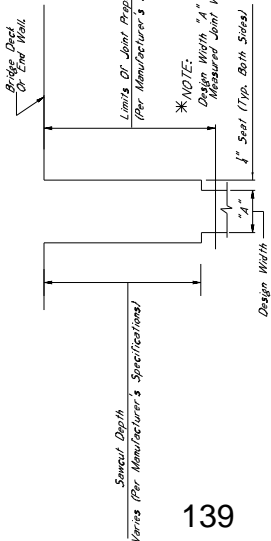 Bridge Deck
Or End Wall.
Limits Of Joint Prep
(Per Manufacturer's
* NOTE:
Design Width "A"
Measured Joint
Seat (Typ. Both Sides)
"A"
Design Width
Sawcut Depth
Varies (Per Manufacturer's Specifications)
139